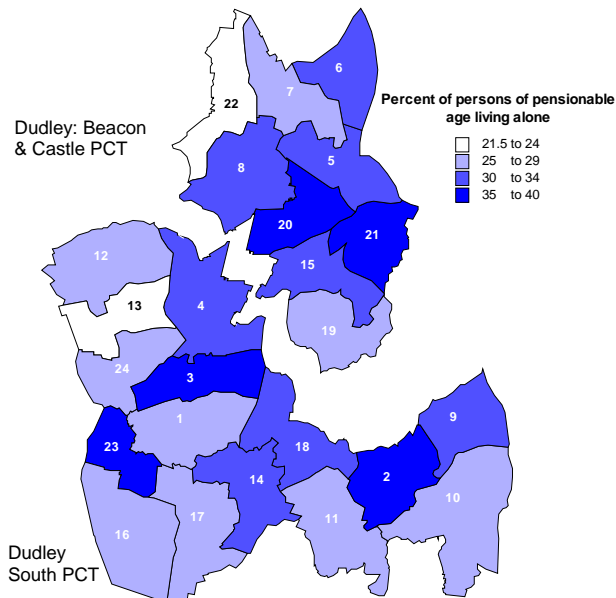 6
7
Percent of persons of pensionable
age living alone
22
Dudley: Beacon
& Castle PCT
21.5 to 24
25 to 29
30 to 34
35 to 40
5
8
20
21
12
15
13
4
19
24
3
9
1
23
18
14
2
10
17
11
16
Dudley
South PCT